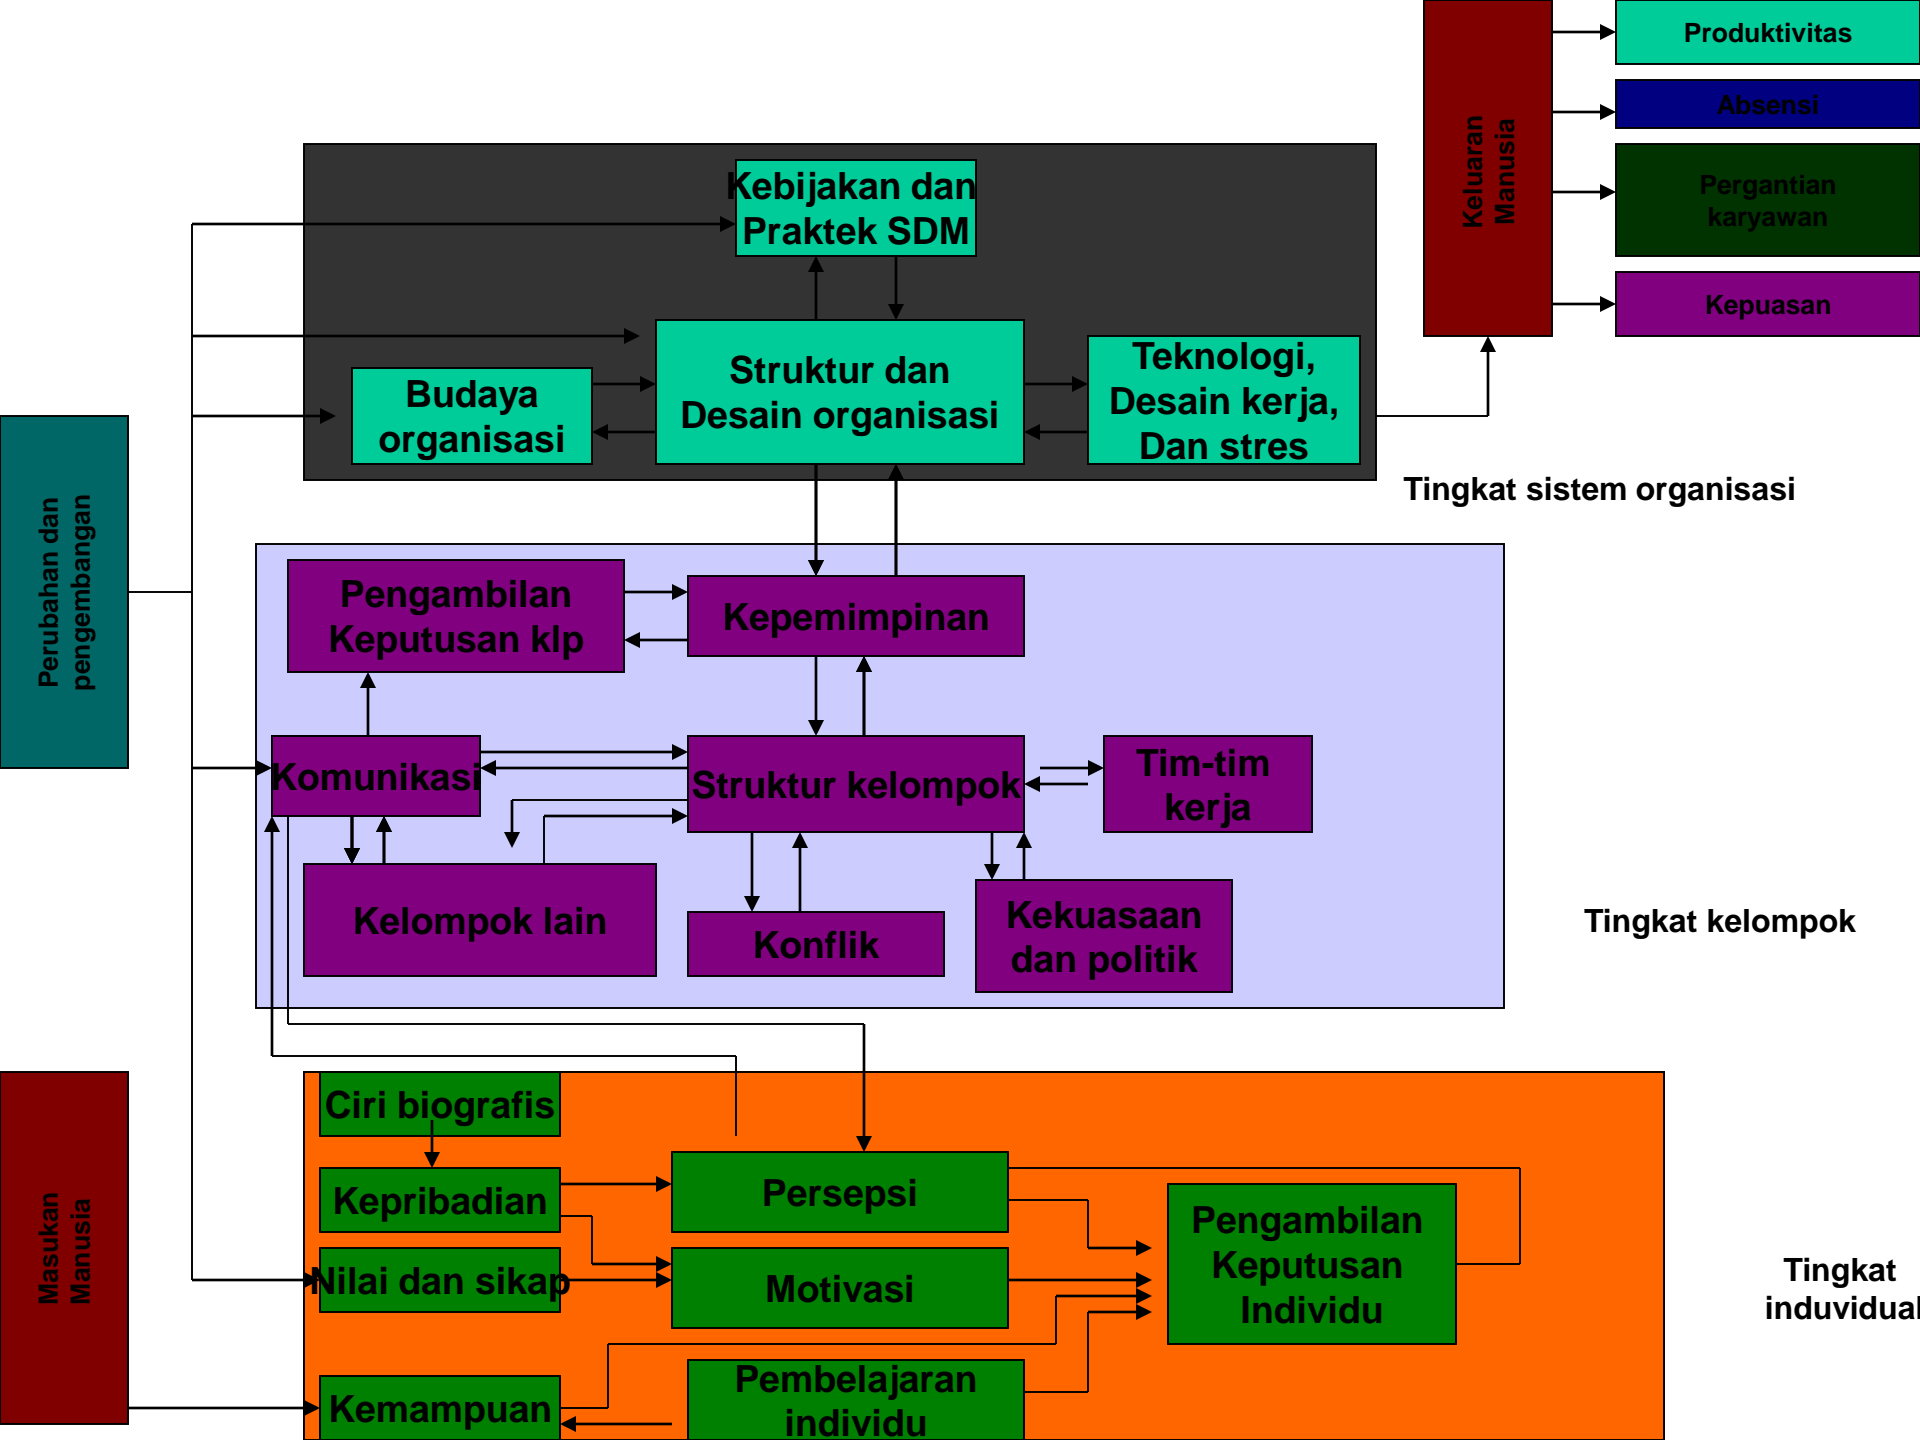 Produktivitas
Absensi
Pergantian
karyawan
Kepuasan
Keluaran
Manusia
Kebijakan dan
Praktek SDM
Struktur dan
Desain organisasi
Budaya
organisasi
Teknologi,
Desain kerja,
Dan stres
Tingkat sistem organisasi
Perubahan dan
pengembangan
Pengambilan
Keputusan klp
Kepemimpinan
Komunikasi
Struktur kelompok
Tim-tim
kerja
Kelompok lain
Konflik
Kekuasaan
dan politik
Tingkat kelompok
Masukan
Manusia
Ciri biografis
Kepribadian
Nilai dan sikap
Kemampuan
Persepsi
Motivasi
Pembelajaran
individu
Pengambilan
Keputusan
Individu
Tingkat
induvidual